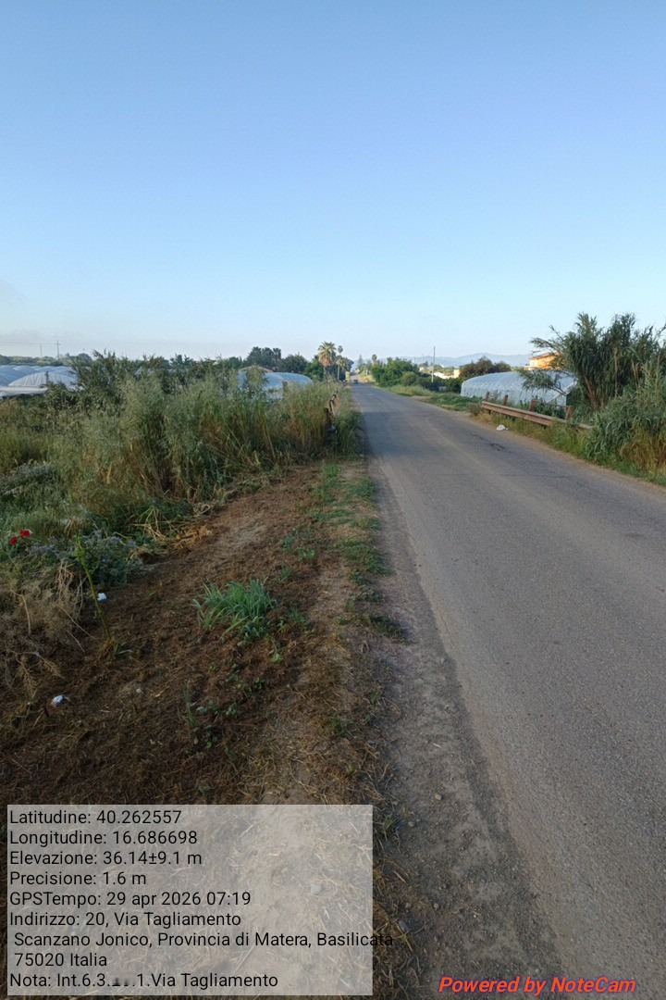 Latitudine: 40.262557
Longitudine: 16.686698
Elevazione: 36.14±9.1 m
Precisione: 1.6 m
GPSTempo: 29 apr 2026 07:19
Indirizzo: 20, Via Tagliamento
Scanzano Jonico, Provincia di Matera, Basilicata
75020 Italia
Nota: Int.6.3....1.Via Tagliamento
Powered by NoteCam